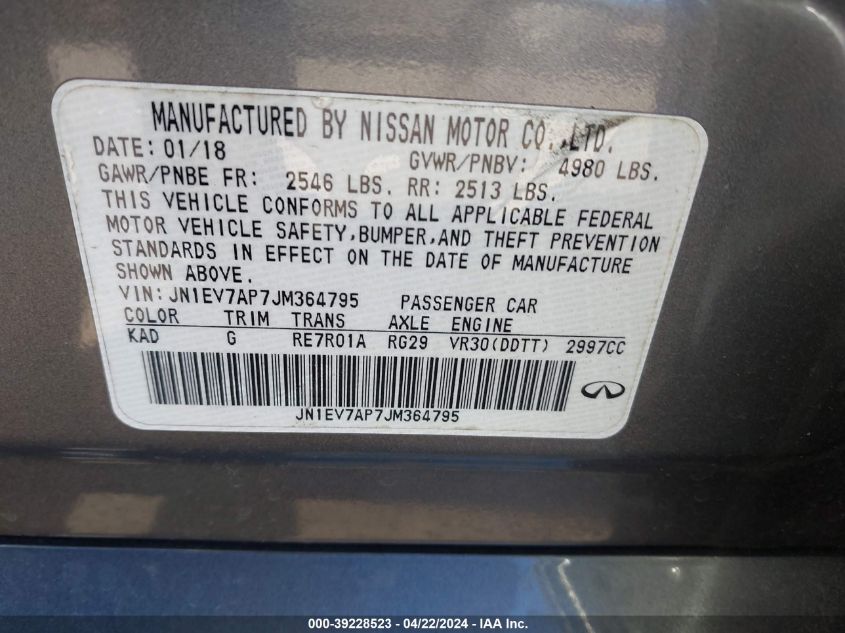 MANUFACTURED BY NISSAN MOTOR CO.,LTD.
DATE: 01/18 GVWR/PNBV: 4980 LBS.
GAWR/PNBE FR: 2546 LBS. RR: 2513 LBS.
THIS VEHICLE CONFORMS TO ALL APPLICABLE FEDERAL
MOTOR VEHICLE SAFETY,BUMPER,AND THEFT PREVENTION
STANDARDS IN EFFECT ON THE DATE OF MANUFACTURE
SHOWN ABOVE.
VIN: JN1EV7AP7JM364795 PASSENGER CAR
COLOR TRIM TRANS AXLE ENGINE
KAD G RE7R01A RG29 VR30(DDTT) 2997CC
JN1EV7AP7JM364795
000-39228523 - 04/22/2024 - IAA Inc.